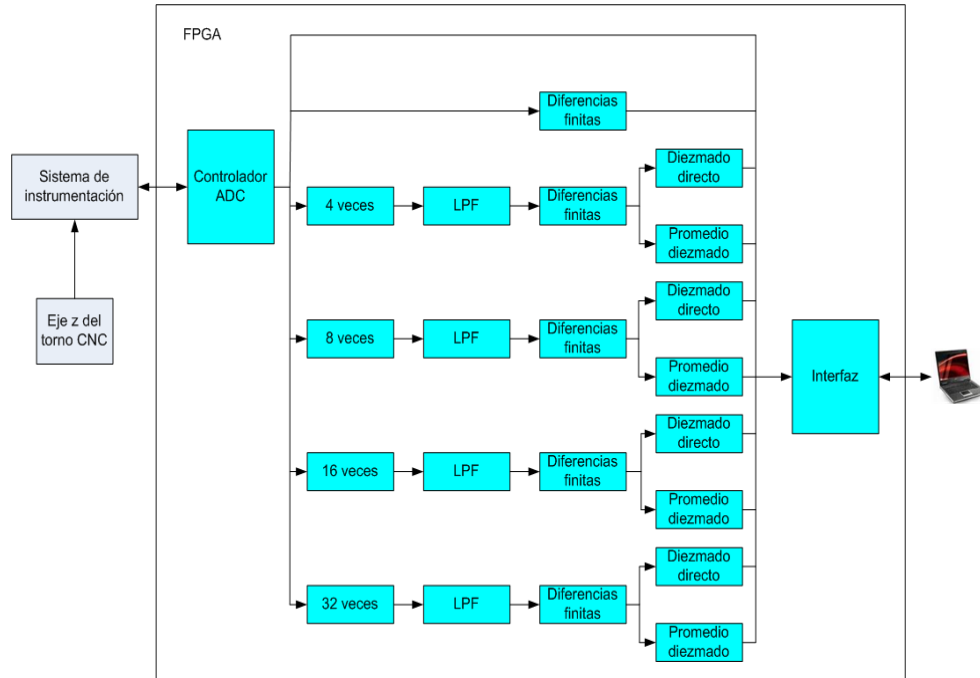 FPGA
Diferencias
finitas
Sistema de
instrumentación
Controlador
ADC
4 veces
LPF
Diferencias
finitas
Diezmado
directo
Promedio
diezmado
Eje z del
torno CNC
8 veces
LPF
Diferencias
finitas
Diezmado
directo
Promedio
diezmado
Interfaz
16 veces
LPF
Diferencias
finitas
Diezmado
directo
Promedio
diezmado
32 veces
LPF
Diferencias
finitas
Diezmado
directo
Promedio
diezmado